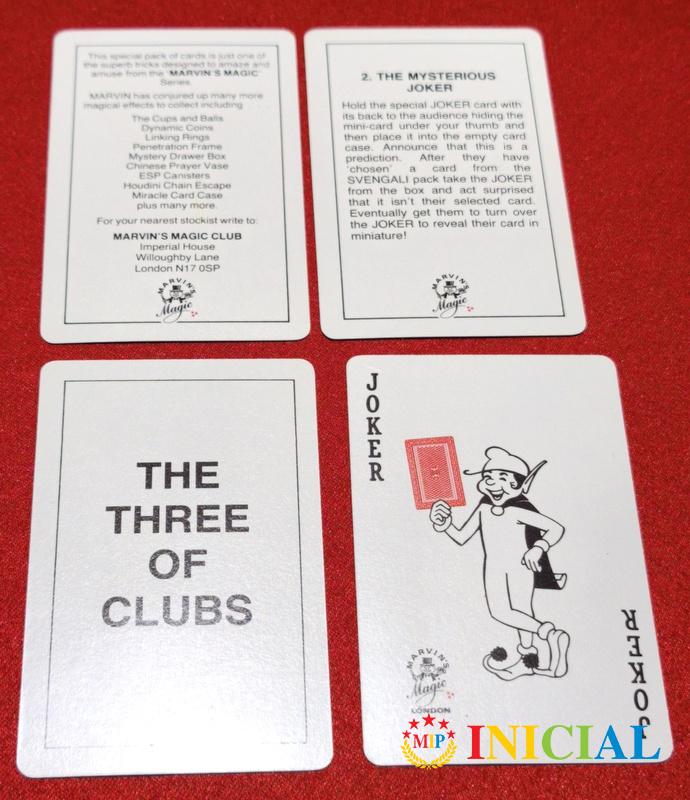 This special pack of cards is just one of
the superb tricks designed to amaze and
amuse from the 'MARVIN'S MAGIC'
Series.
MARVIN has conjured up many more
magical effects to collect including
The Cups and Balls
Dynamic Coins
Linking Rings
Penetration Frame
Mystery Drawer Box
Chinese Prayer Vase
ESP Canisters
Houdini Chain Escape
Miracle Card Case
plus many more.
For your nearest stockist write to:
MARVIN'S MAGIC CLUB
Imperial House
Willoughby Lane
London N17 0SP
MARVIN'S
Magic
2. THE MYSTERIOUS
JOKER
Hold the special JOKER card with
its back to the audience hiding the
mini-card under your thumb and
then place it into the empty card
case. Announce that this is a
prediction. After they have
'chosen' a card from the
SVENGALI pack take the JOKER
from the box and act surprised
that it isn't their selected card.
Eventually get them to turn over
the JOKER to reveal their card in
miniature!
MARVIN'S
Magic
THE
THREE
OF
CLUBS
JOKER
MARVIN'S
Magic
LONDON
JOKER
MIP INICIAL